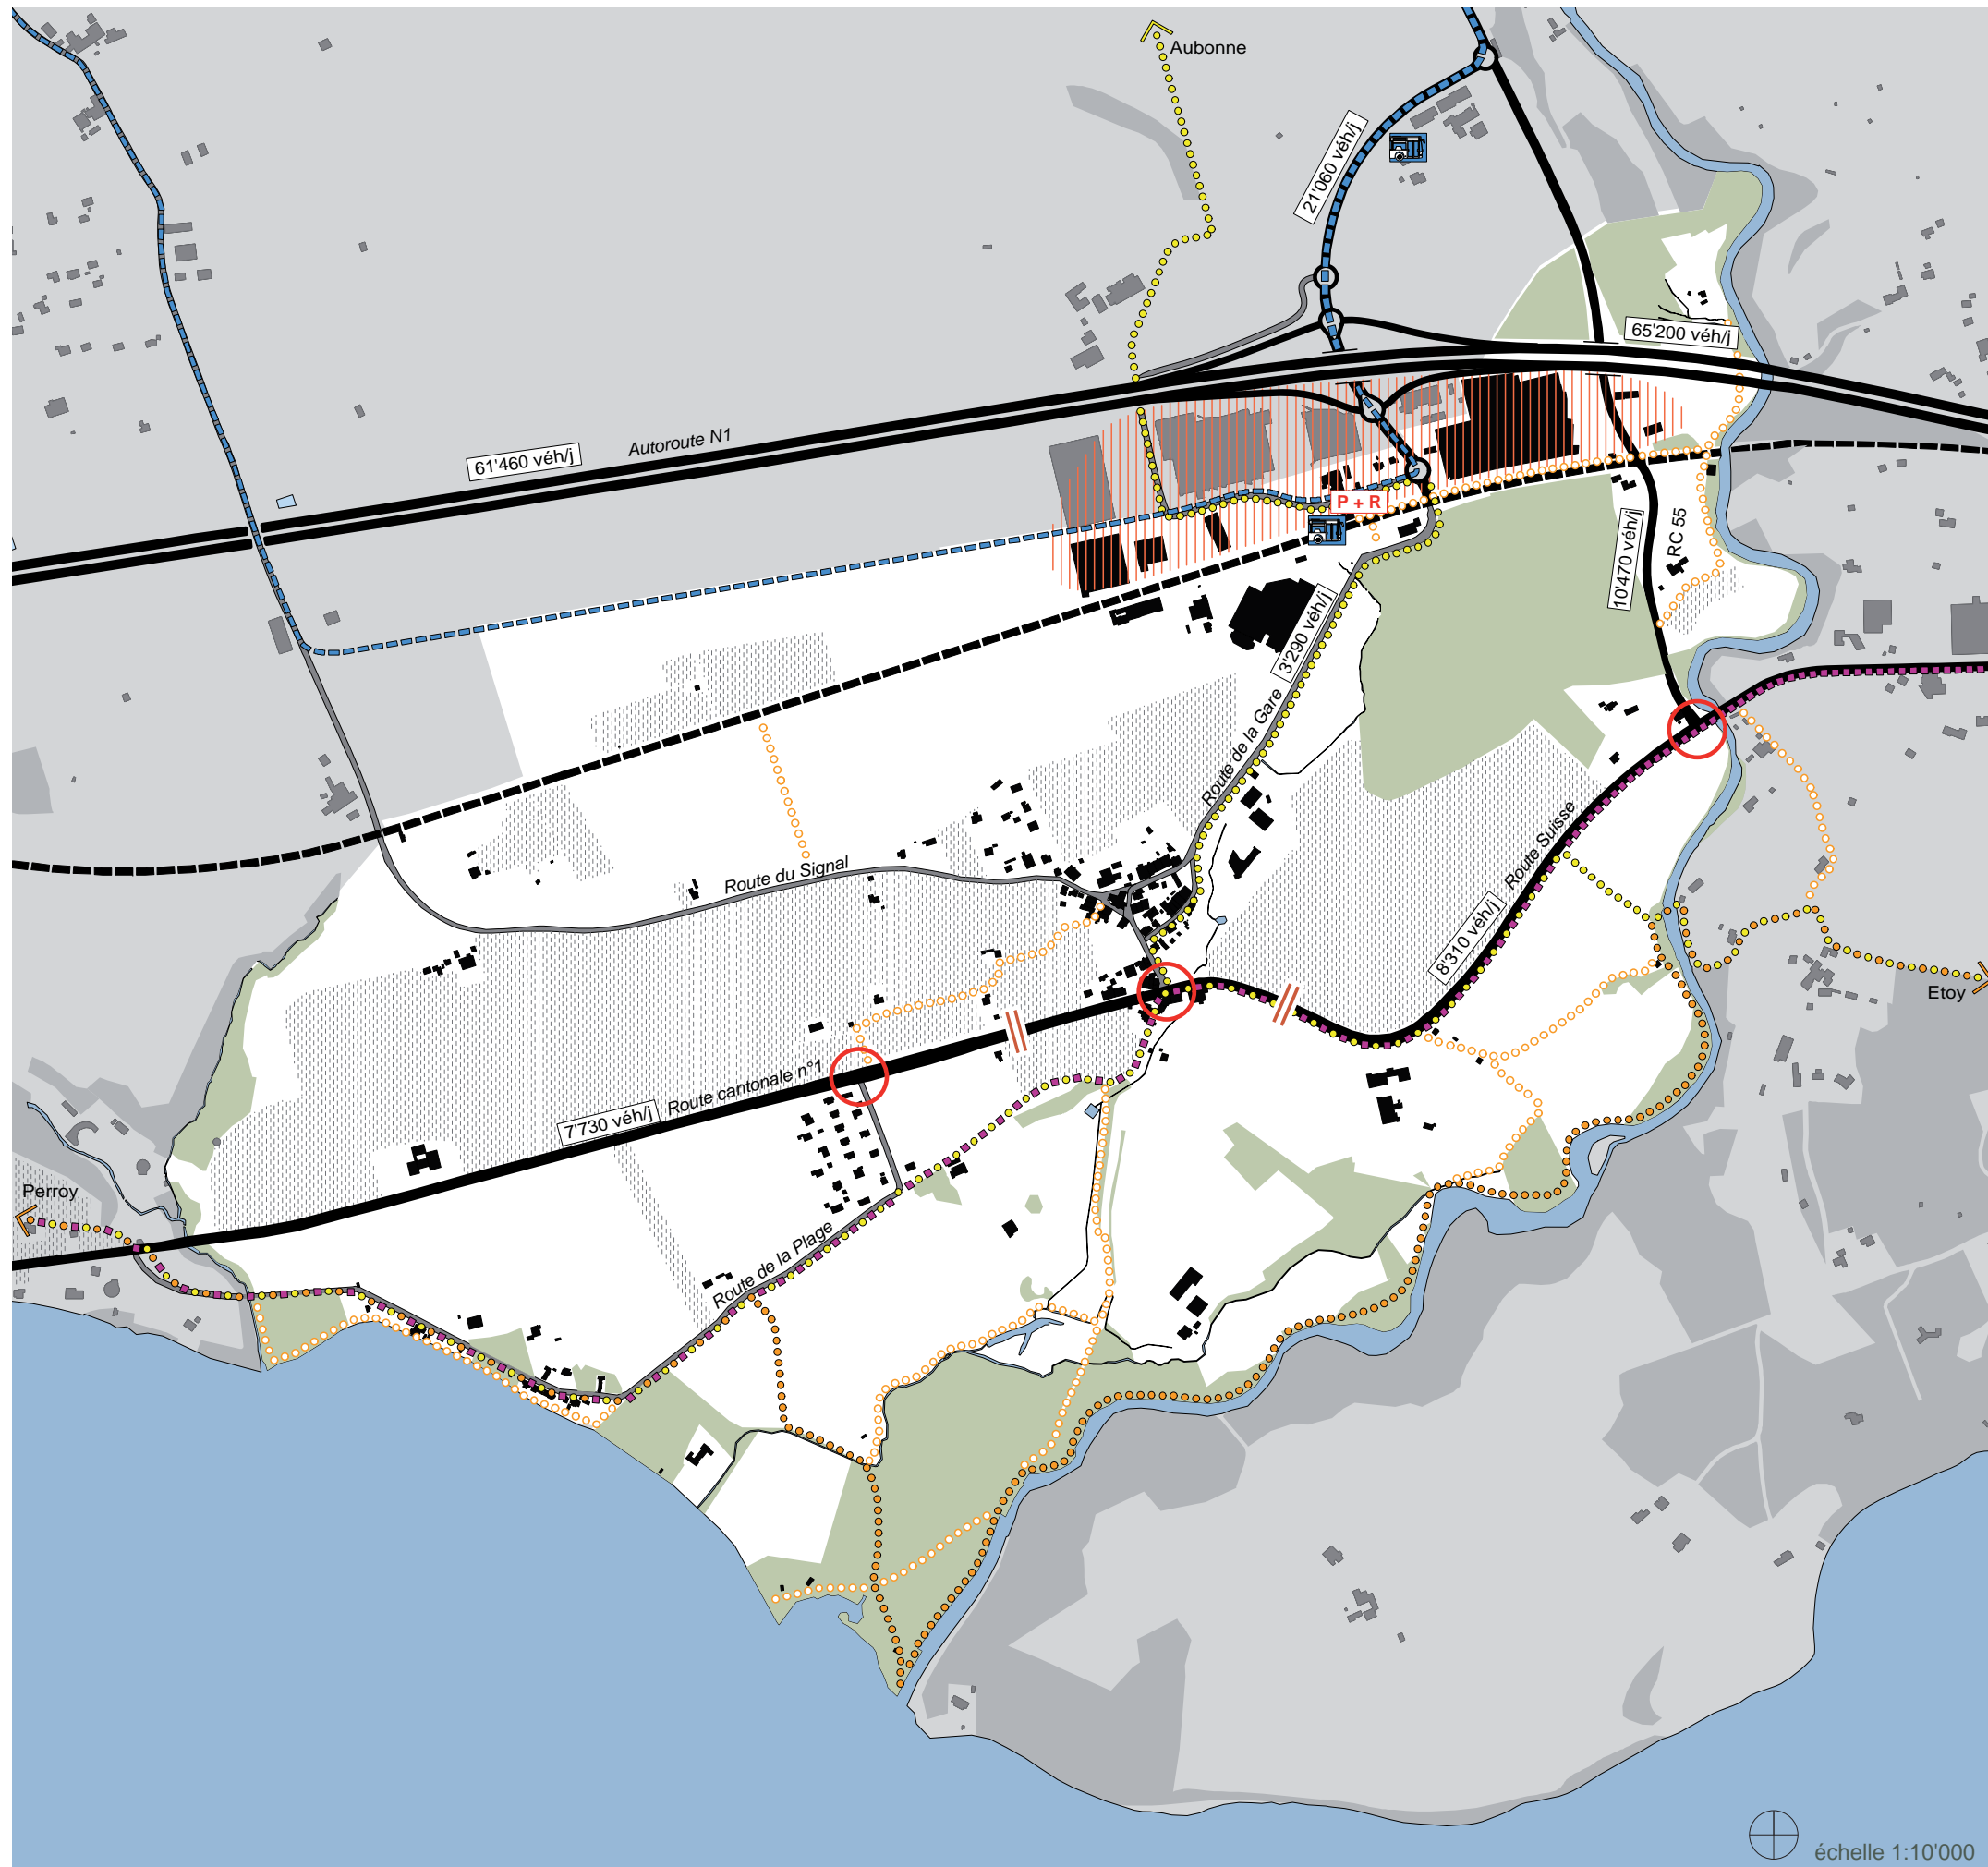 Aubonne
21'060 véh/j
65'200 véh/j
Autoroute N1
61'460 véh/j
P + R
RC 55
10'470 véh/j
3'290 véh/j
Route de la Gare
Route Suisse
Route du Signal
8'310 véh/j
Etoy
Route cantonale n°1
7'730 véh/j
Perroy
Route de la Plage
échelle 1:10'000